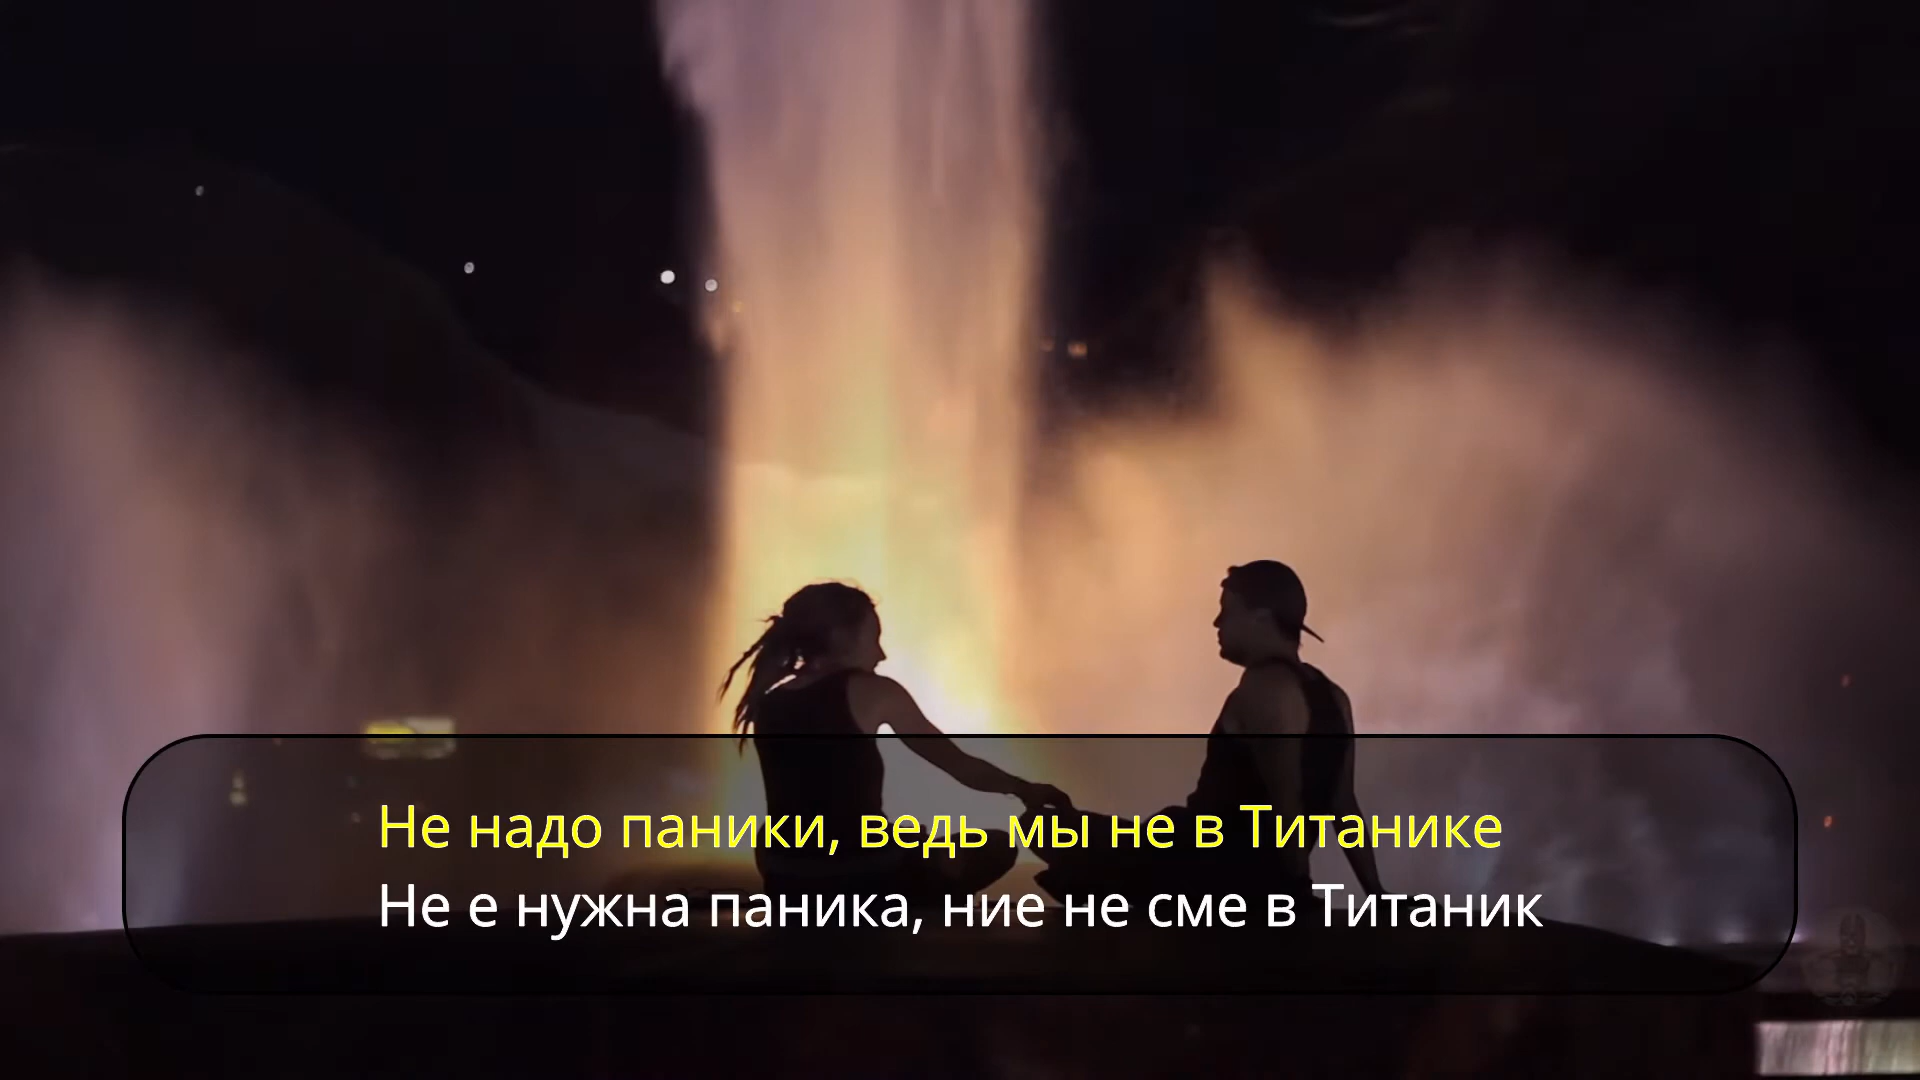 Не надо паники, ведь мы не в Титанике
Не е нужна паника, ние не сме в Титаник